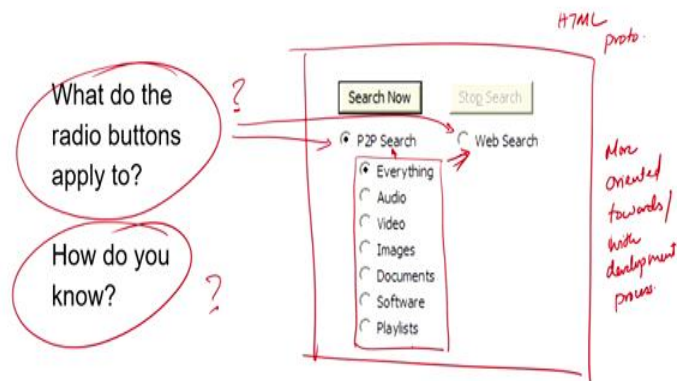 HTML
proto.
What do the
radio buttons
apply to?
?
How do you
know?
?
Search Now
Stop Search
P2P Search
Web Search
Everything
Audio
Video
Images
Documents
Software
Playlists
More
oriented
towards/
with
development
process.